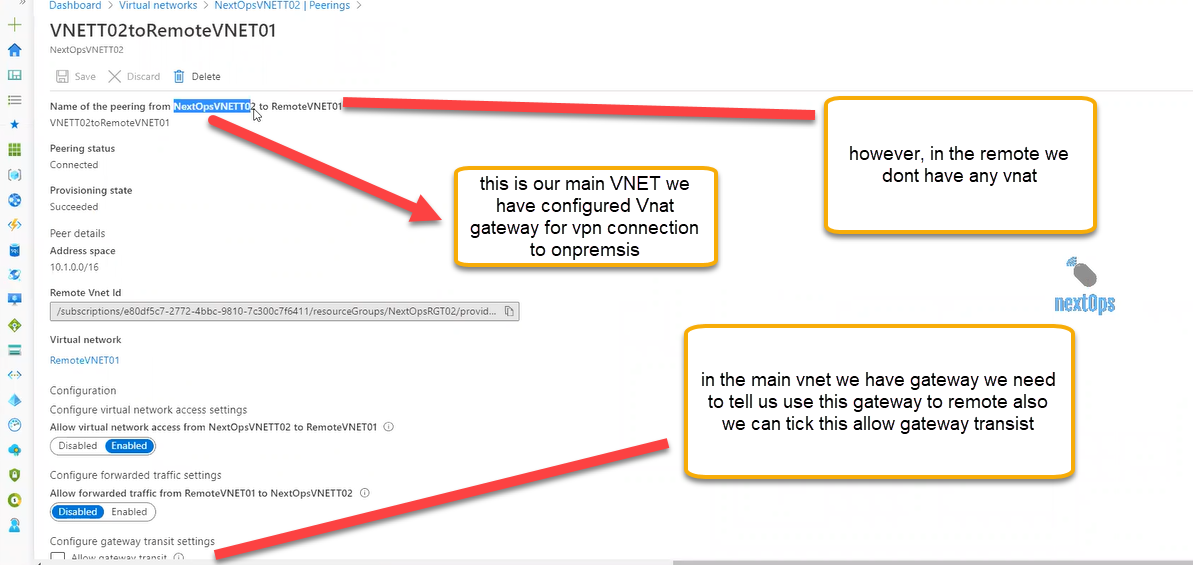 Dashboard > Virtual networks > NextOpsVNETT02 | Peerings >
VNETT02toRemoteVNET01
NextOpsVNETT02
Save Discard Delete
Name of the peering from NextOpsVNETT02 to RemoteVNET01
VNETT02toRemoteVNET01
Peering status
Connected
Provisioning state
Succeeded
Peer details
Address space
10.1.0.0/16
Remote Vnet Id
/subscriptions/e80df5c7-2772-4bbc-9810-7c300c7f6411/resourceGroups/NextOpsRGT02/provid...
Virtual network
RemoteVNET01
Configuration
Configure virtual network access settings
Allow virtual network access from NextOpsVNETT02 to RemoteVNET01
Disabled Enabled
Configure forwarded traffic settings
Allow forwarded traffic from RemoteVNET01 to NextOpsVNETT02
Disabled Enabled
Configure gateway transit settings
Allow gateway transit
this is our main VNET we
have configured Vnat
gateway for vpn connection
to onpremsis
however, in the remote we
dont have any vnat
nextOps
in the main vnet we have gateway we need
to tell us use this gateway to remote also
we can tick this allow gateway transist